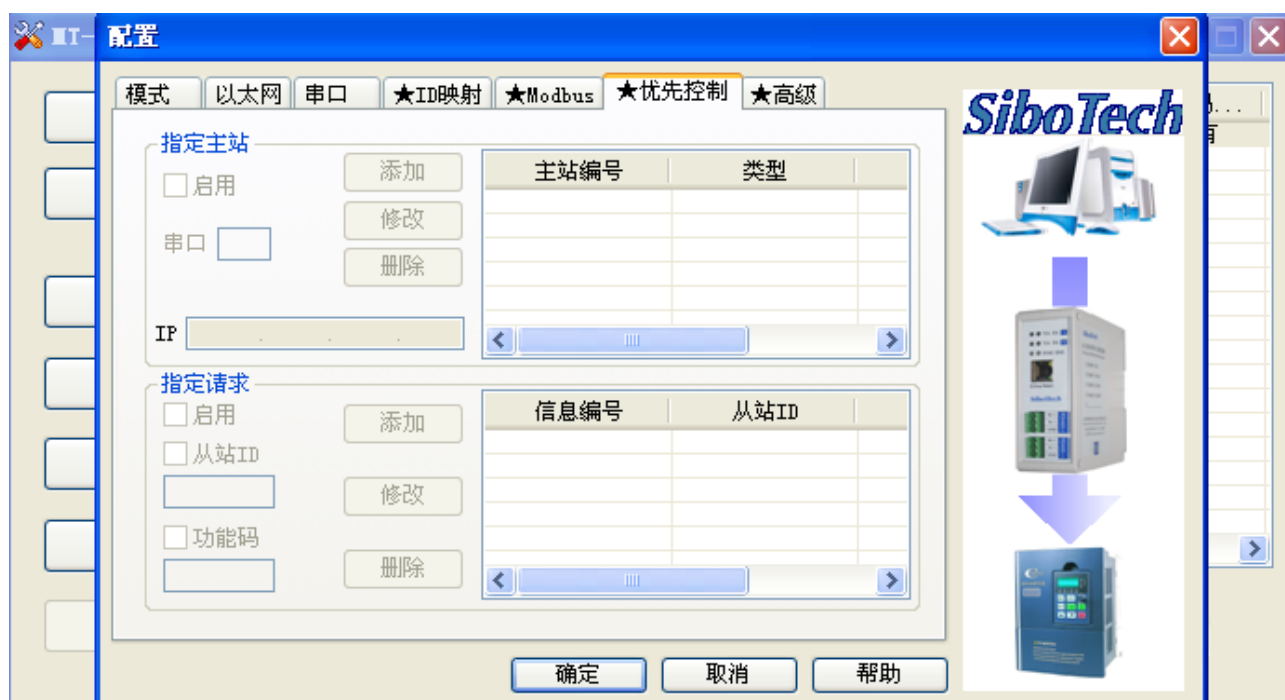 MT-
配置
模式 以太网 串口 ★ID映射 ★Modbus ★优先控制 ★高级
SiboTech
指定主站
启用
串口
IP
添加
修改
删除
主站编号 类型
指定请求
启用
从站ID
功能码
添加
修改
删除
信息编号 从站ID
确定 取消 帮助